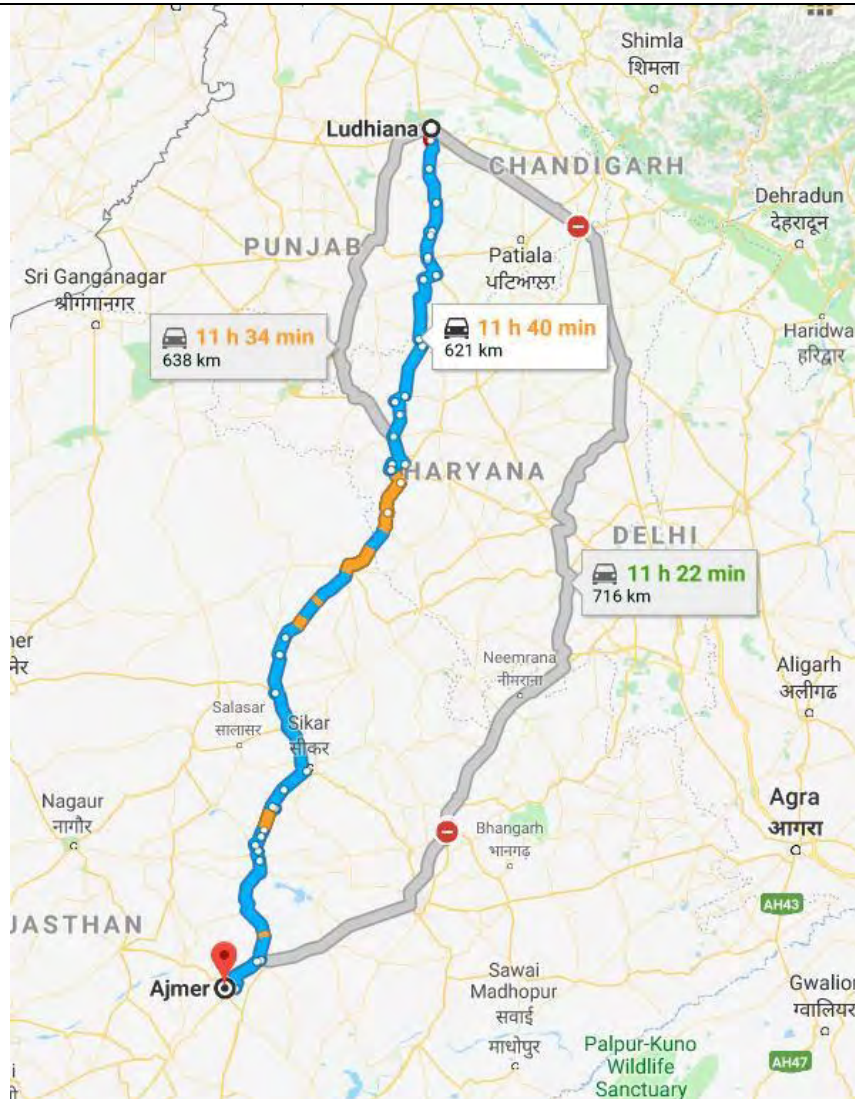 Shimla
शिमला
Ludhiana
CHANDIGARH
Dehradun
देहरादून
PUNJAB
Patiala
पटिआला
Sri Ganganagar
श्रीगंगानगर
11 h 34 min
638 km
11 h 40 min
621 km
Haridwa
हरिद्वार
HARYANA
DELHI
11 h 22 min
716 km
ner
नेर
Neemrana
नीमराना
Aligarh
अलीगढ
Salasar
सालासर
Sikar
सीकर
Nagaur
नागौर
Agra
आगरा
Bhangarh
भानगढ़
JASTHAN
AH43
Ajmer
Sawai
Madhopur
सवाई
माधोपुर
Gwalior
ग्वालियर
Palpur-Kuno
Wildlife
Sanctuary
AH47